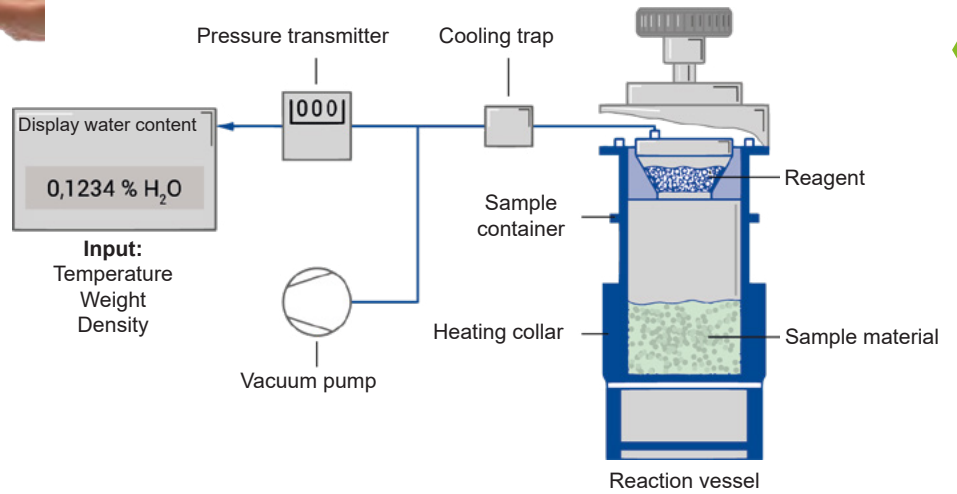 Pressure transmitter
Cooling trap
|000|
Display water content
0,1234 % H₂O
Input:
Temperature
Weight
Density
Vacuum pump
Reagent
Sample
container
Heating collar
Sample material
Reaction vessel